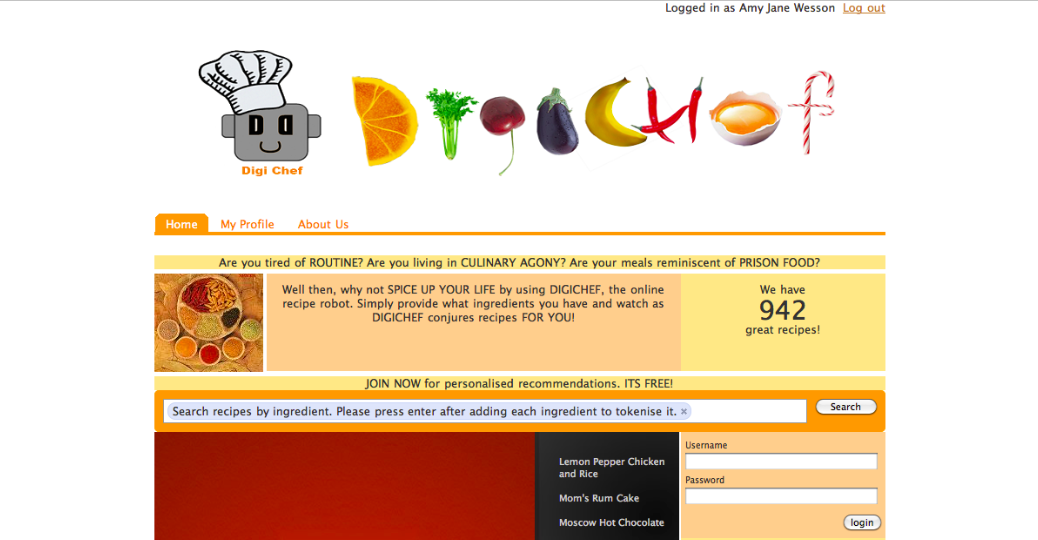 Logged in as Amy Jane Wesson Log out
DIGICHEF
Digi Chef
Home My Profile About Us
Are you tired of ROUTINE? Are you living in CULINARY AGONY? Are your meals reminiscent of PRISON FOOD?
Well then, why not SPICE UP YOUR LIFE by using DIGICHEF, the online
recipe robot. Simply provide what ingredients you have and watch as
DIGICHEF conjures recipes FOR YOU!
We have
942
great recipes!
JOIN NOW for personalised recommendations. ITS FREE!
Search recipes by ingredient. Please press enter after adding each ingredient to tokenise it. ×
Search
Lemon Pepper Chicken
and Rice
Mom's Rum Cake
Moscow Hot Chocolate
Username
Password
login